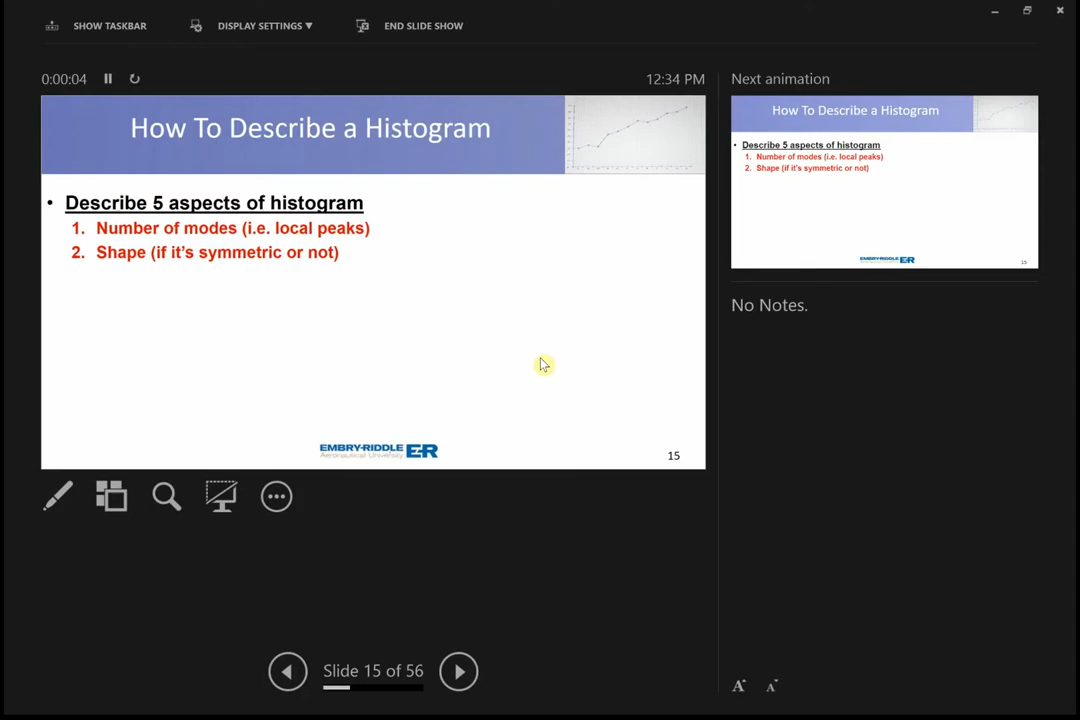 SHOW TASKBAR DISPLAY SETTINGS ▼ END SLIDE SHOW
0:00:04 12:34 PM
How To Describe a Histogram
• Describe 5 aspects of histogram
1. Number of modes (i.e. local peaks)
2. Shape (if it's symmetric or not)
EMBRY-RIDDLE ER
Aeronautical University
15
Next animation
How To Describe a Histogram
• Describe 5 aspects of histogram
1. Number of modes (i.e. local peaks)
2. Shape (if it's symmetric or not)
EMBRY-RIDDLE ER
15
No Notes.
Slide 15 of 56
A A